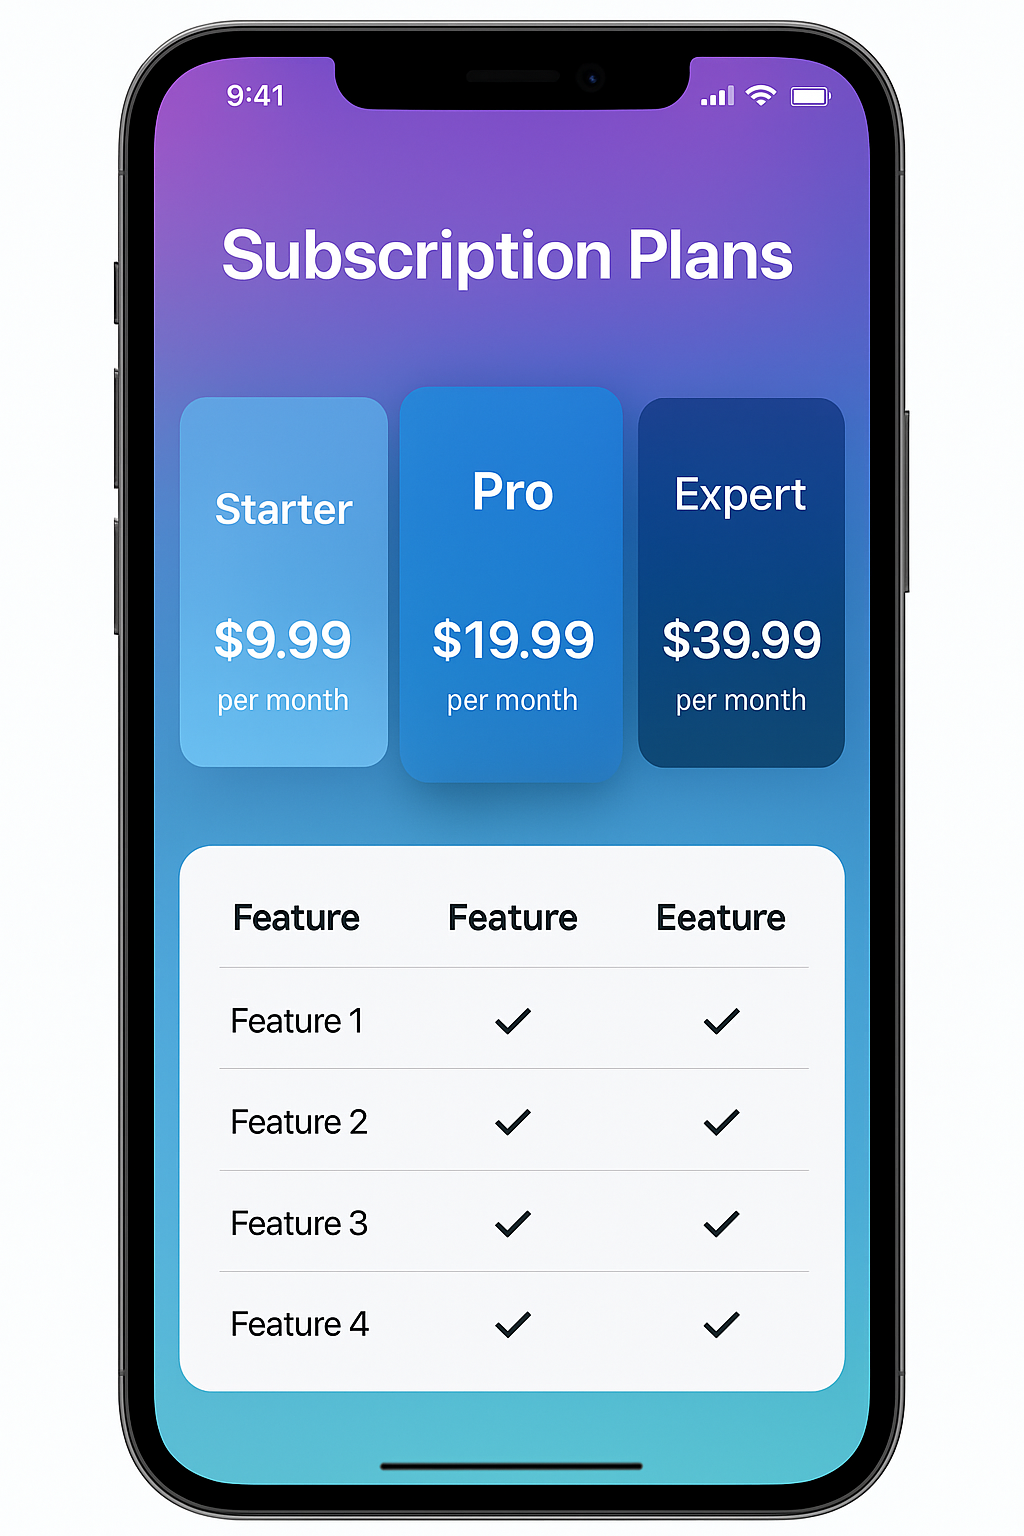 9:41
Subscription Plans
Starter
$9.99
per month
Pro
$19.99
per month
Expert
$39.99
per month
Feature Feature Eeature
Feature 1 ✓ ✓
Feature 2 ✓ ✓
Feature 3 ✓ ✓
Feature 4 ✓ ✓